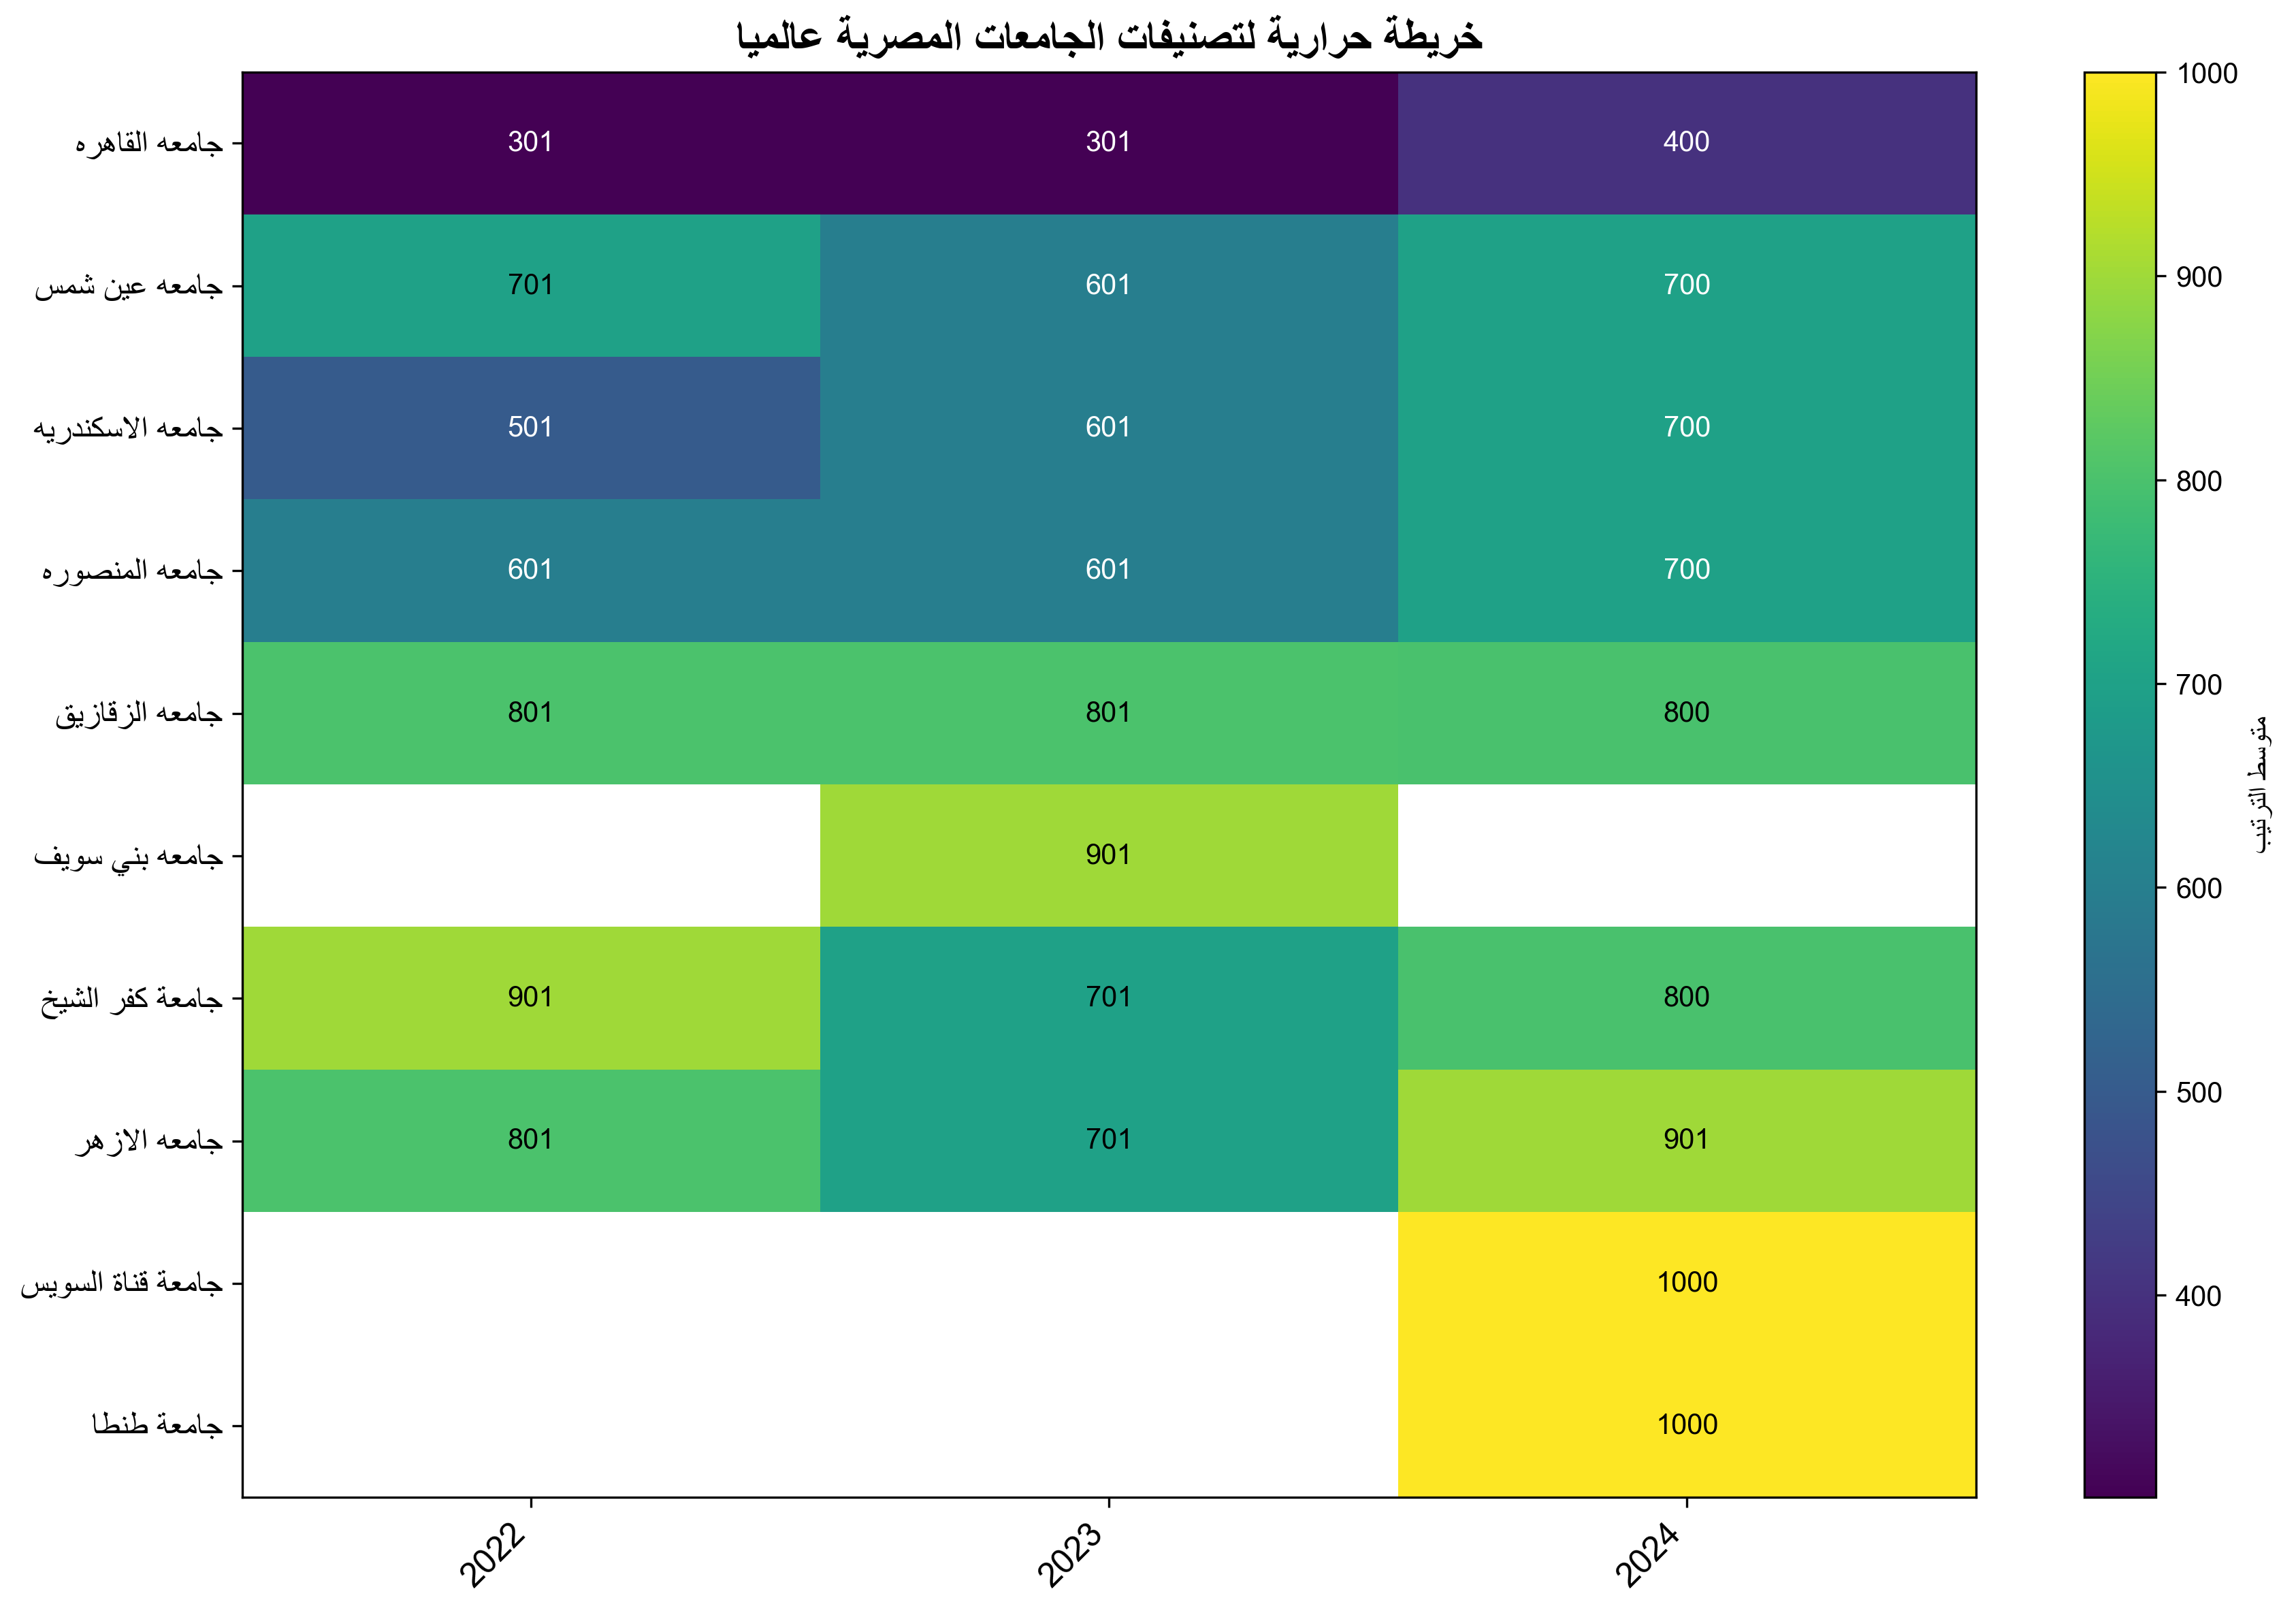 خريطة حرارية لتصنيفات الجامعات المصرية عالميا
جامعه القاهره 301 301 400
جامعه عين شمس 701 601 700
جامعه الاسكندريه 501 601 700
جامعه المنصوره 601 601 700
جامعه الزقازيق 801 801 800
جامعه بني سويف 901
جامعة كفر الشيخ 901 701 800
جامعه الازهر 801 701 901
جامعة قناة السويس 1000
جامعة طنطا 1000
2022 2023 2024
1000
900
800
700
600
500
400
متوسط الترتيب